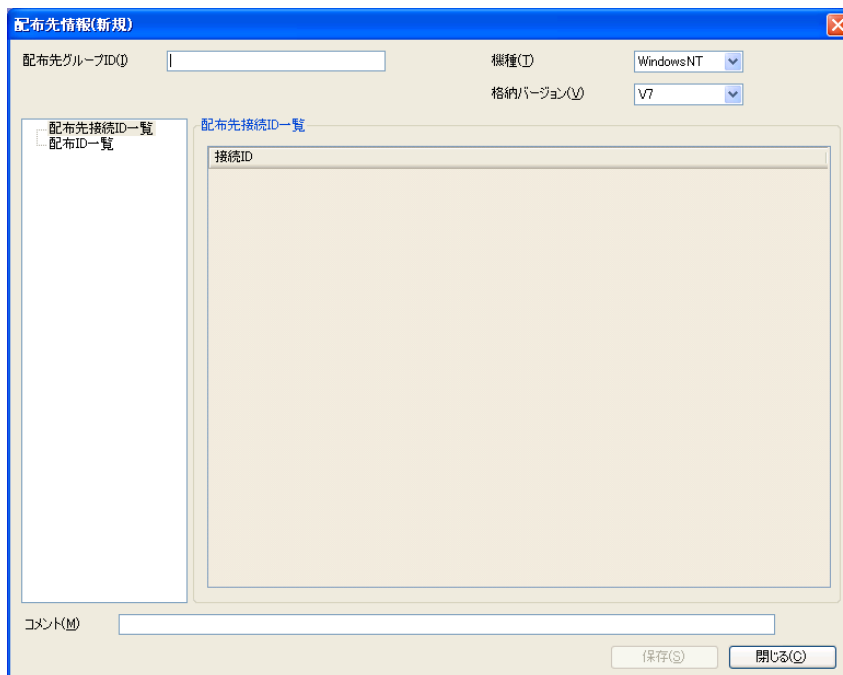 配布先情報(新規)
配布先グループID(I)
機種(T)
WindowsNT
格納バージョン(V)
V7
配布先接続ID一覧
配布ID一覧
配布先接続ID一覧
接続ID
コメント(M)
保存(S)
閉じる(C)